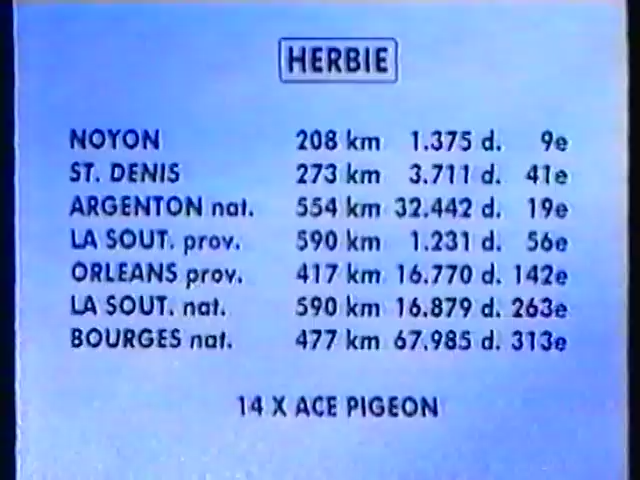 HERBIE
NOYON 208 km 1.375 d. 9e
ST. DENIS 273 km 3.711 d. 41e
ARGENTON nat. 554 km 32.442 d. 19e
LA SOUT. prov. 590 km 1.231 d. 56e
ORLEANS prov. 417 km 16.770 d. 142e
LA SOUT. nat. 590 km 16.879 d. 263e
BOURGES nat. 477 km 67.985 d. 313e
14 X ACE PIGEON